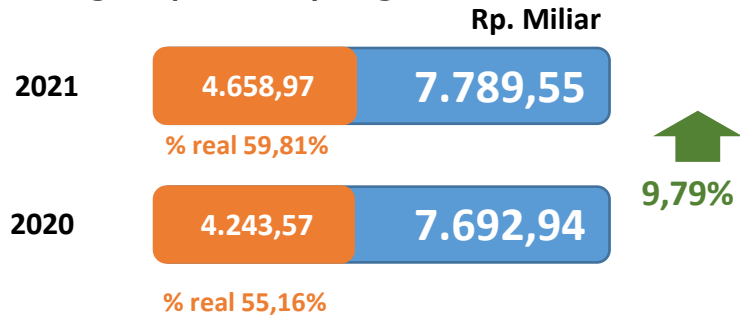 Rp. Miliar
2021
4.658,97
7.789,55
% real 59,81%
9,79%
2020
4.243,57
7.692,94
% real 55,16%